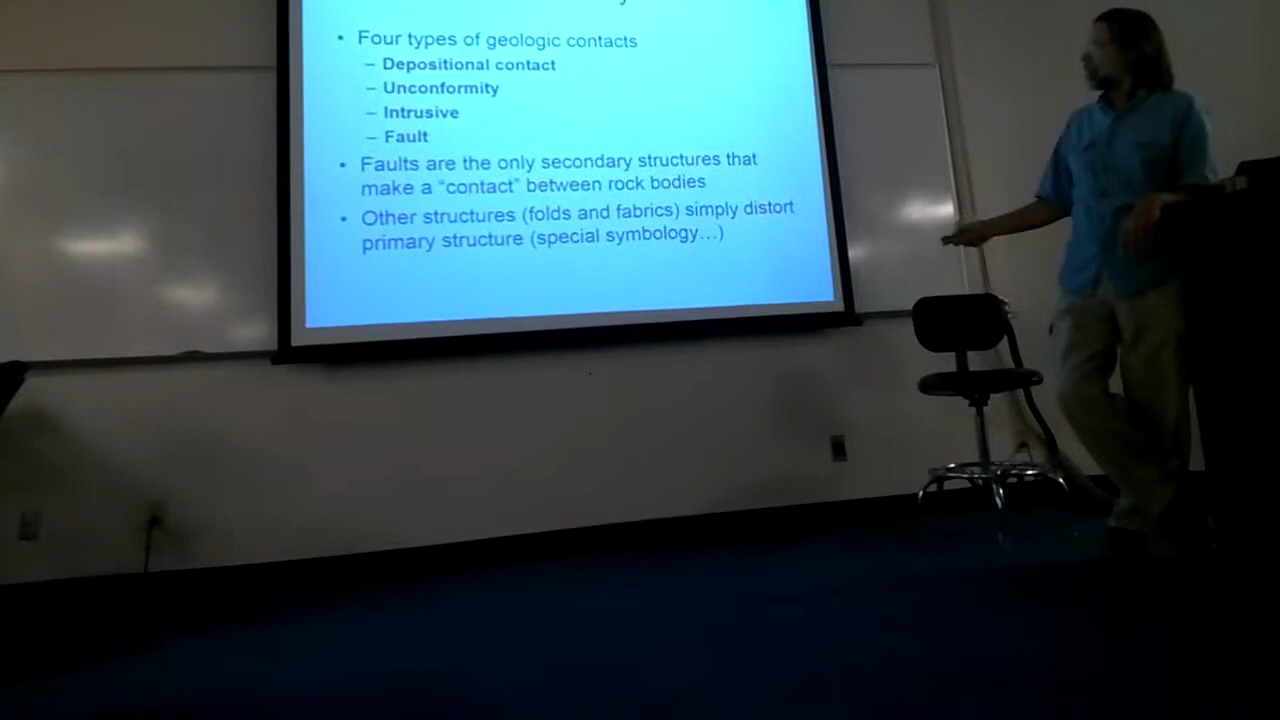 • Four types of geologic contacts
– Depositional contact
– Unconformity
– Intrusive
– Fault
• Faults are the only secondary structures that
make a “contact” between rock bodies
• Other structures (folds and fabrics) simply distort
primary structure (special symbology…)